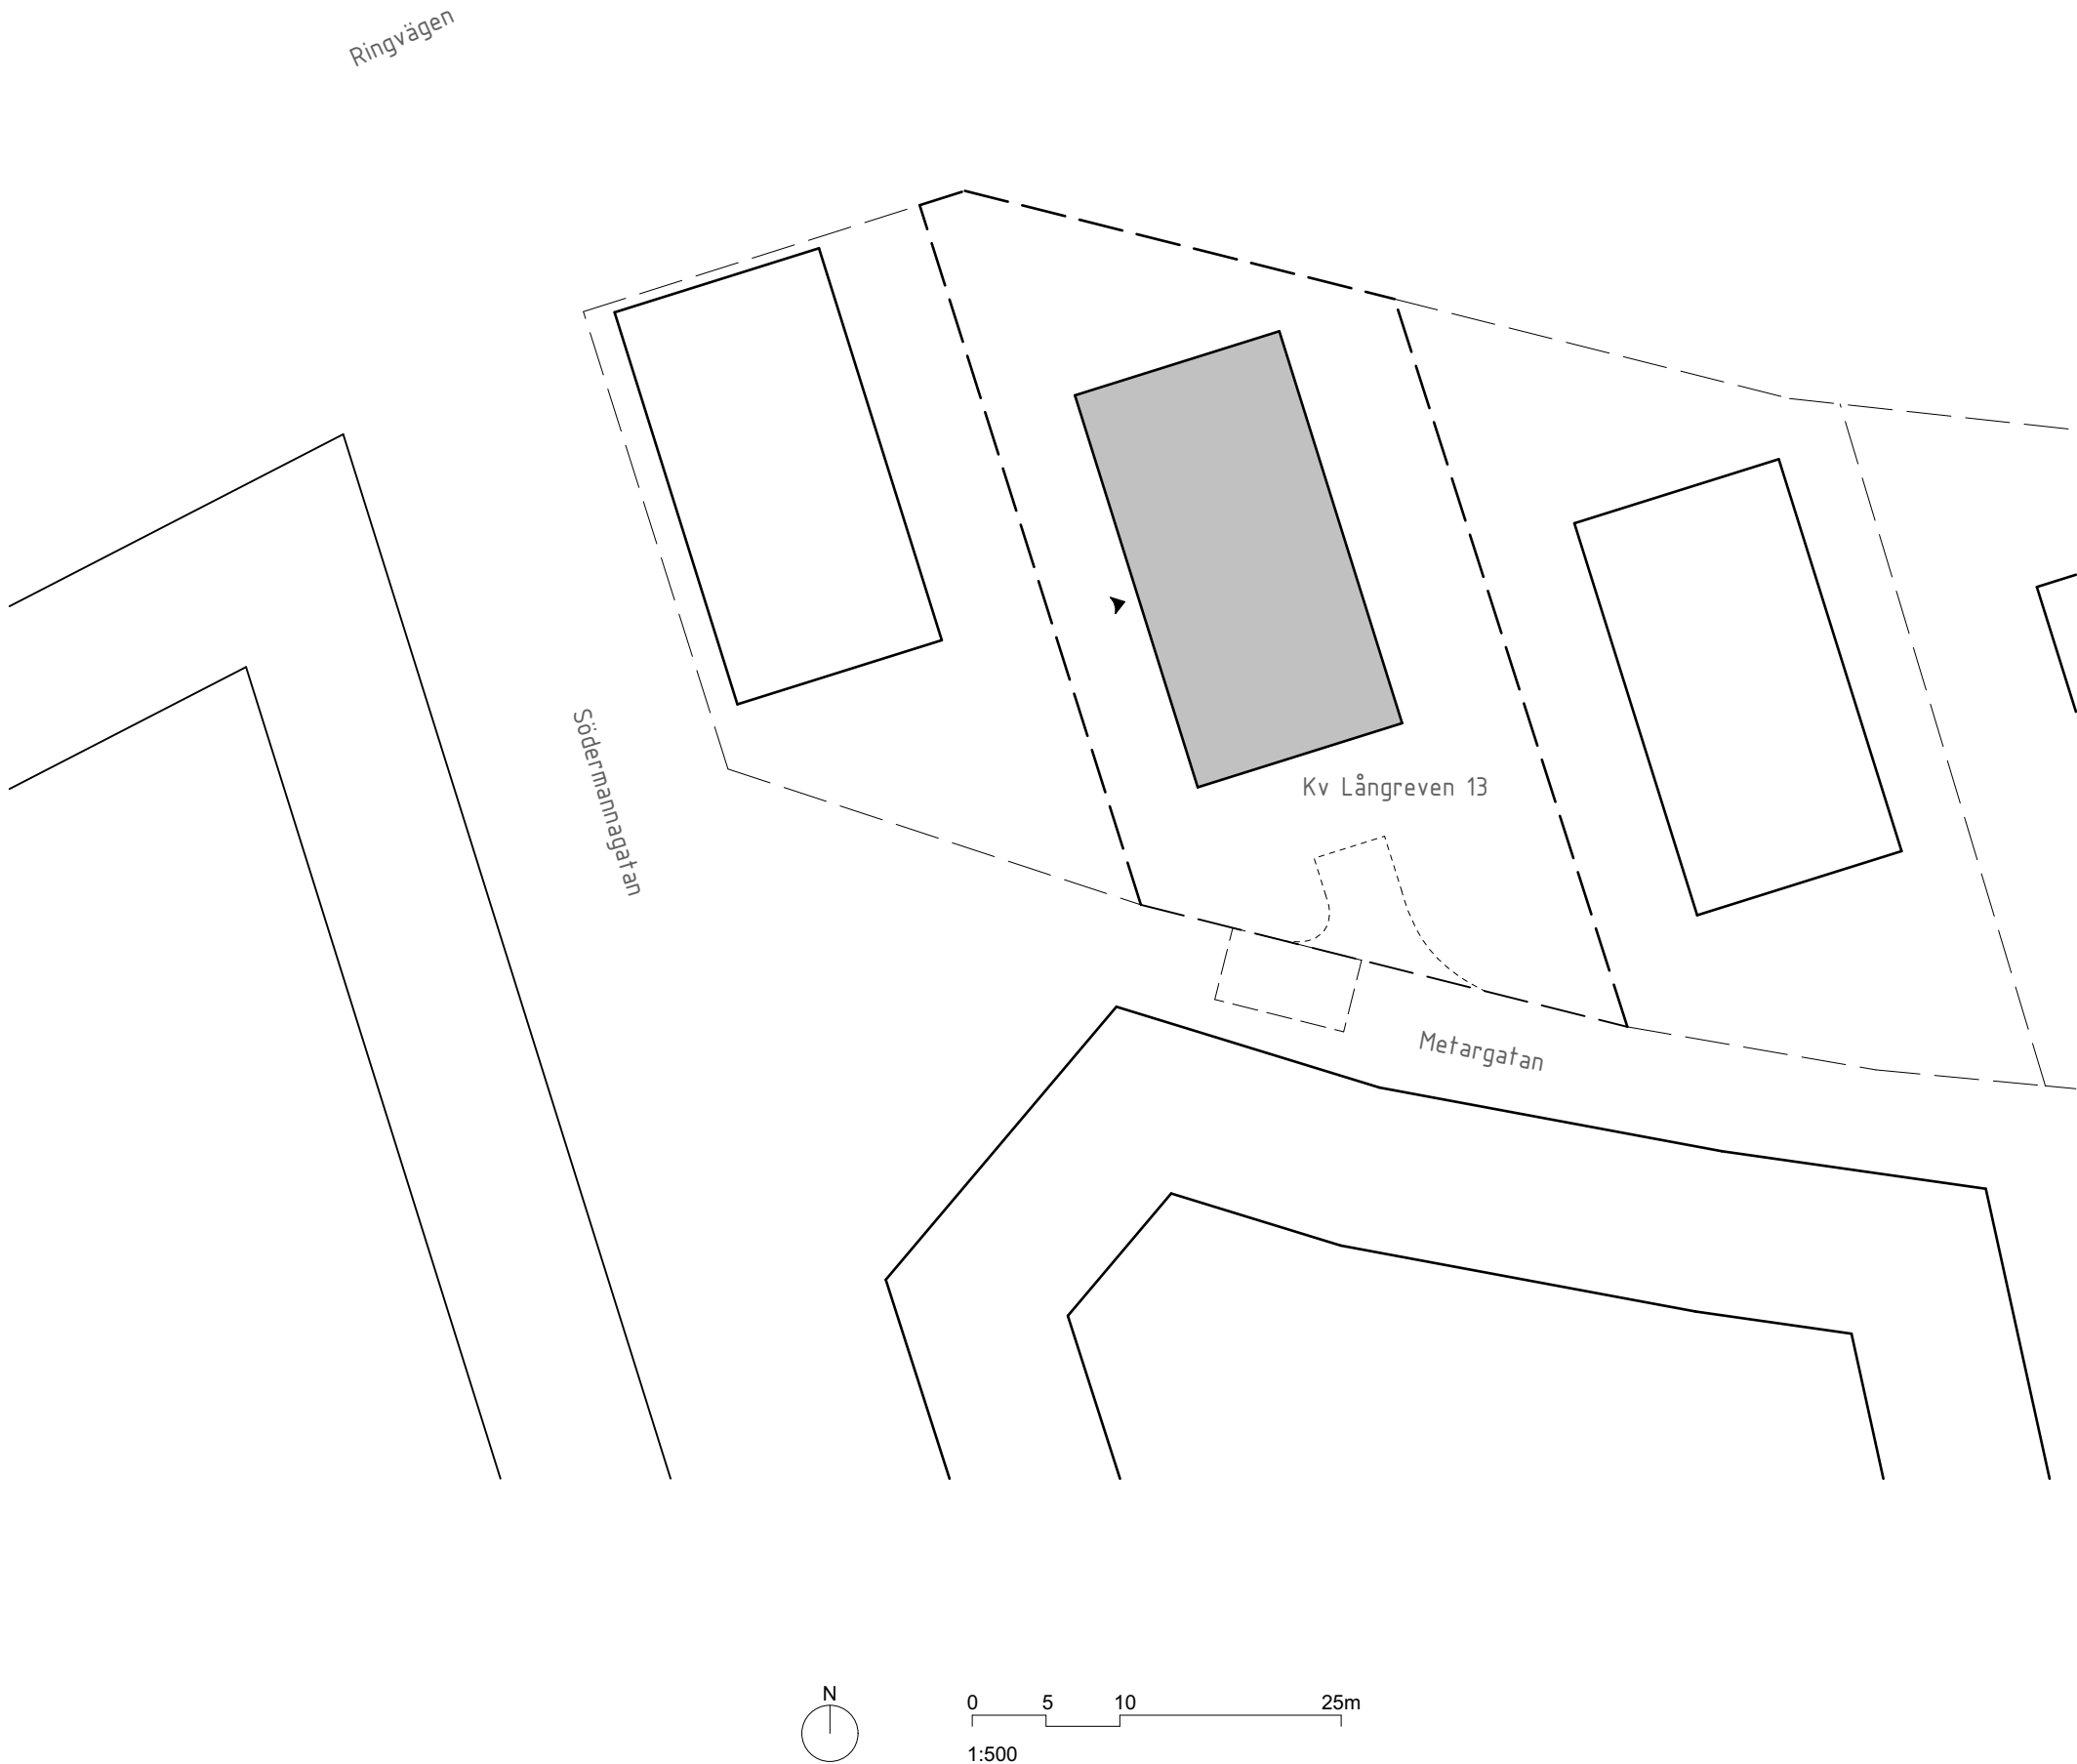 Ringvägen
Södermannagatan
Kv Långreven 13
Metargatan
N
0 5 10 25m
1:500